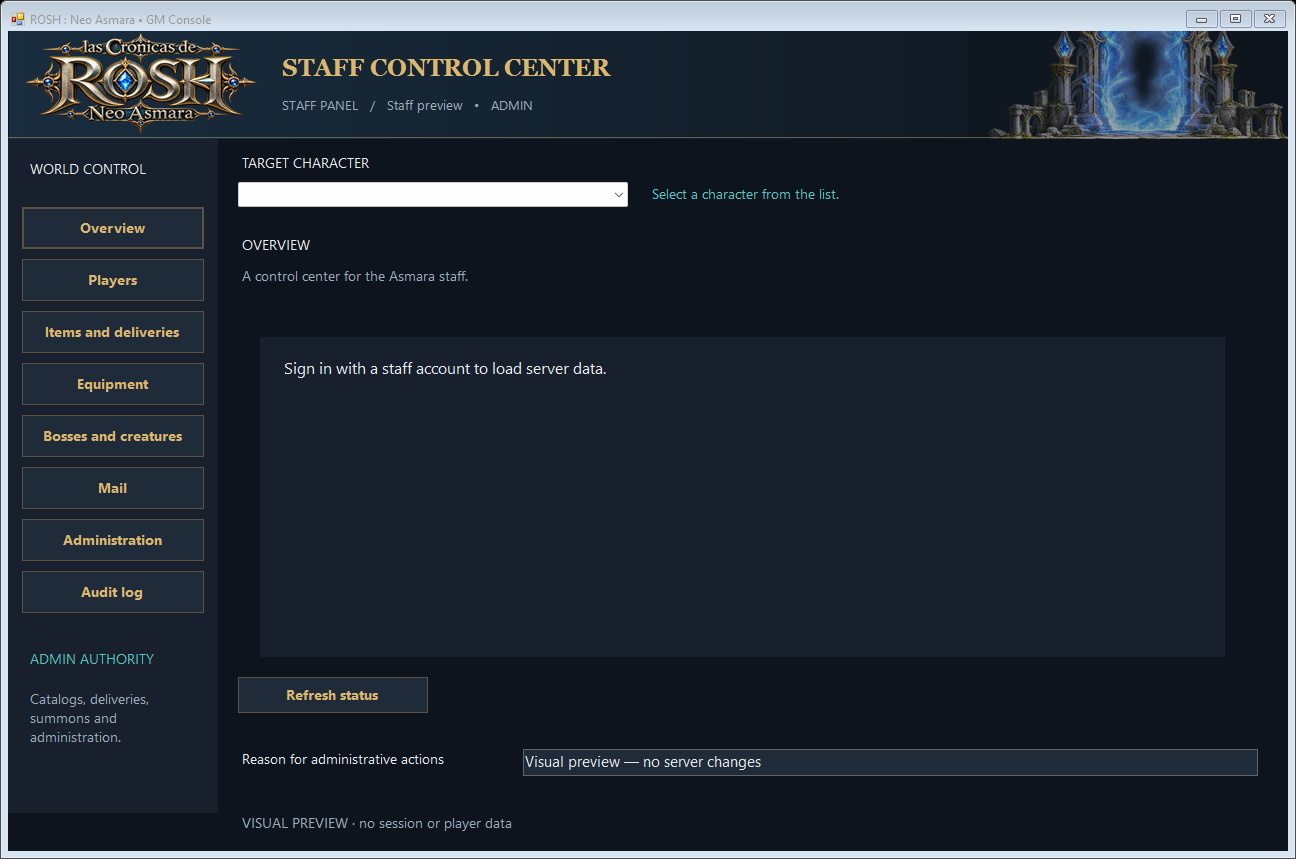 ROSH : Neo Asmara • GM Console
las Crónicas de
ROSH
Neo Asmara
STAFF CONTROL CENTER
STAFF PANEL / Staff preview • ADMIN
WORLD CONTROL
Overview
Players
Items and deliveries
Equipment
Bosses and creatures
Mail
Administration
Audit log
ADMIN AUTHORITY
Catalogs, deliveries,
summons and
administration.
TARGET CHARACTER
Select a character from the list.
OVERVIEW
A control center for the Asmara staff.
Sign in with a staff account to load server data.
Refresh status
Reason for administrative actions
Visual preview — no server changes
VISUAL PREVIEW · no session or player data